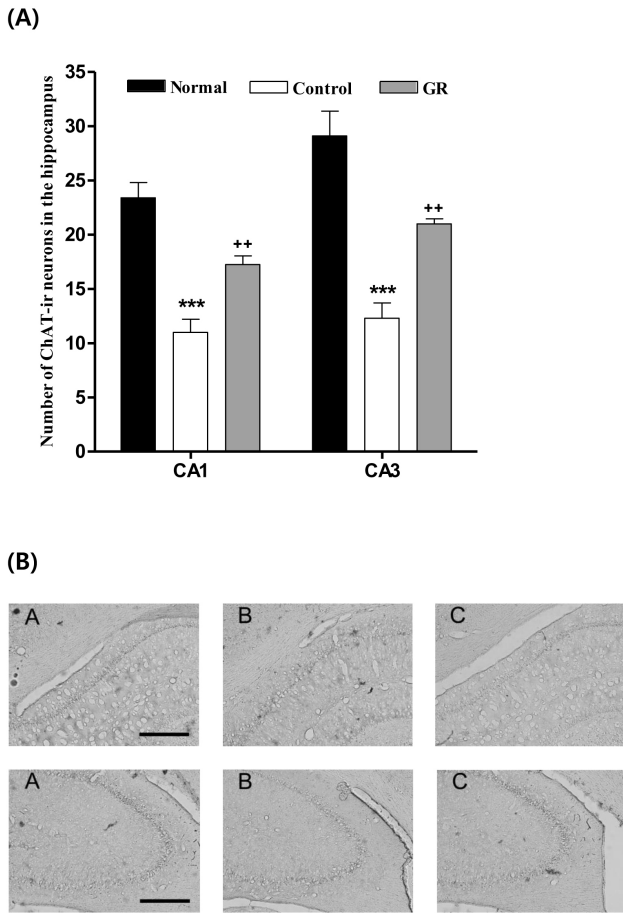 (A)
Number of ChAT-ir neurons in the hippocampus
35
30
25
20
15
10
5
0
Normal Control GR
*** ++ *** ++
CA1 CA3
(B)
A B C
A B C